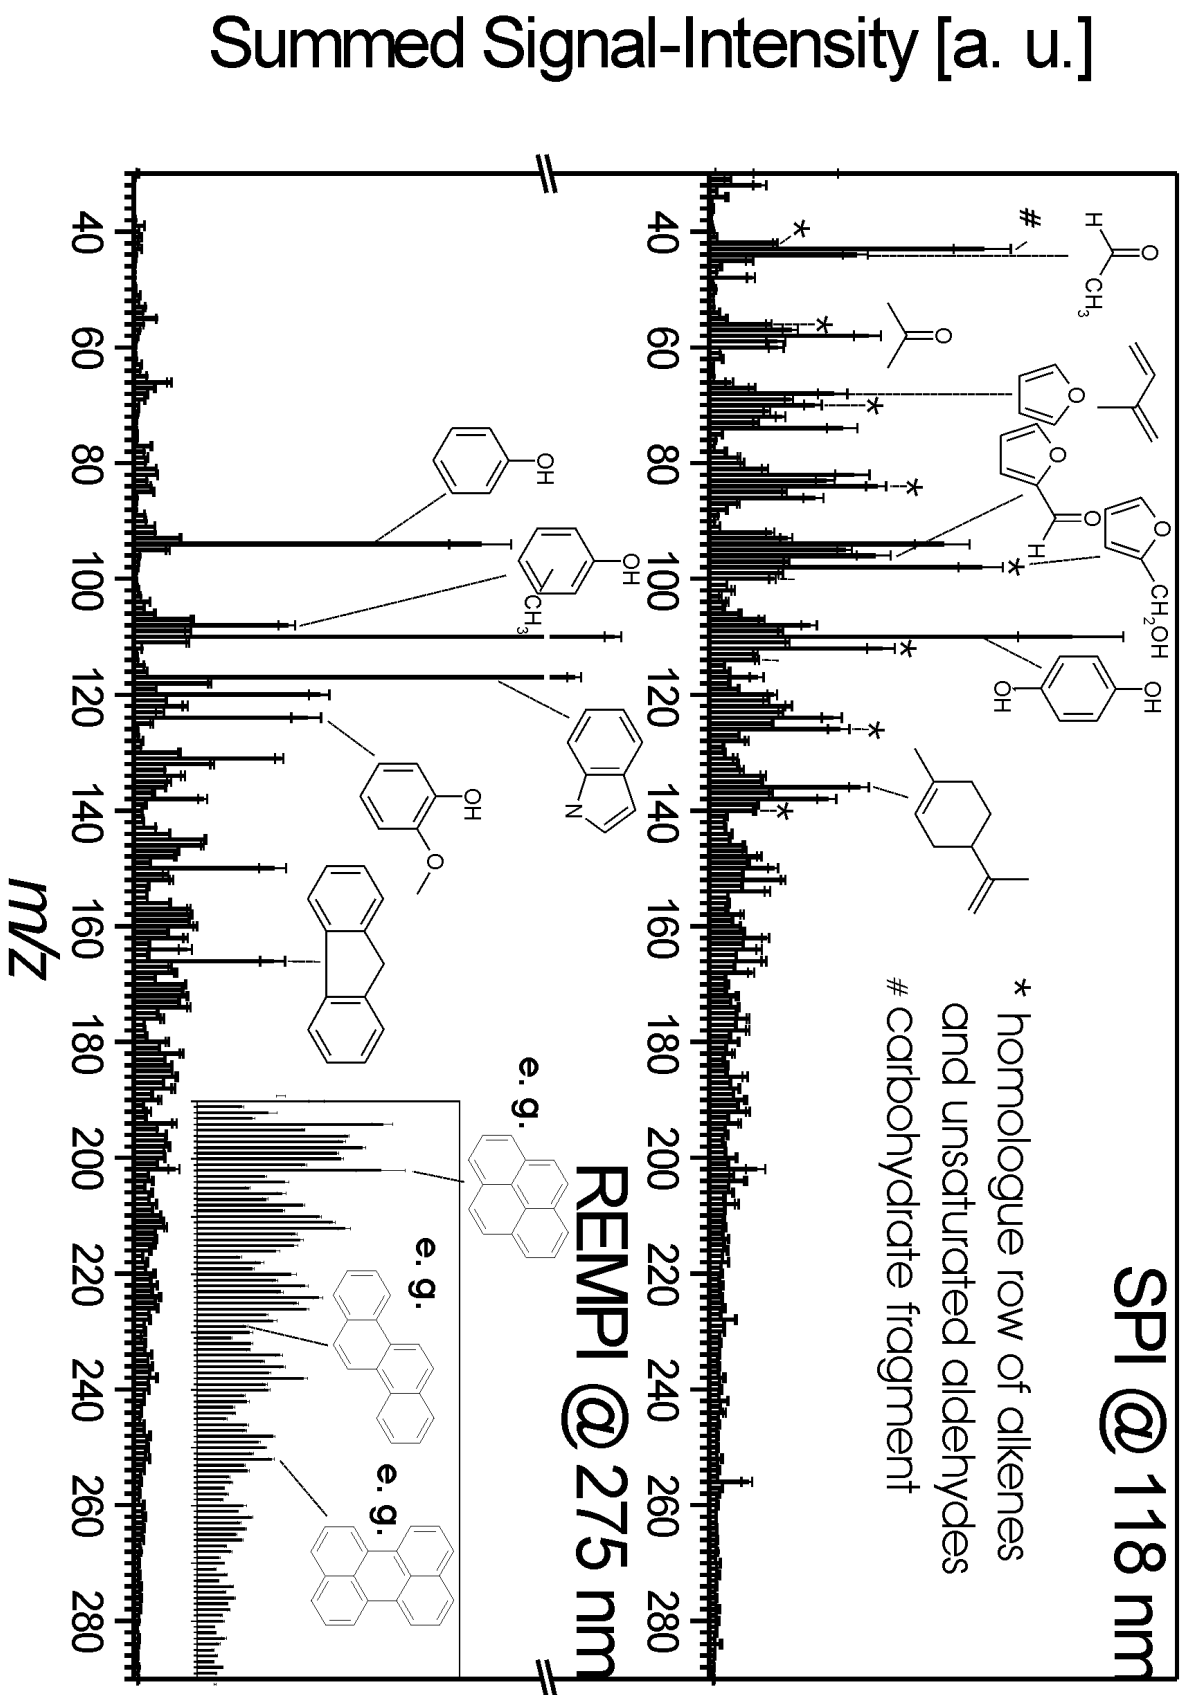 Summed Signal-Intensity [a. u.]
SPI @ 118 nm
* homologue row of alkenes
and unsaturated aldehydes
# carbohydrate fragment
O
H
CH3
#
*
O
*
O
*
O
O
H
*
O
CH2OH
*
OH
OH
*
*
*
40 60 80 100 120 140 160 180 200 220 240 260 280
REMPI @ 275 nm
OH
OH
CH3
N
OH
O
e. g.
e. g.
e. g.
40 60 80 100 120 140 160 180 200 220 240 260 280
m/z